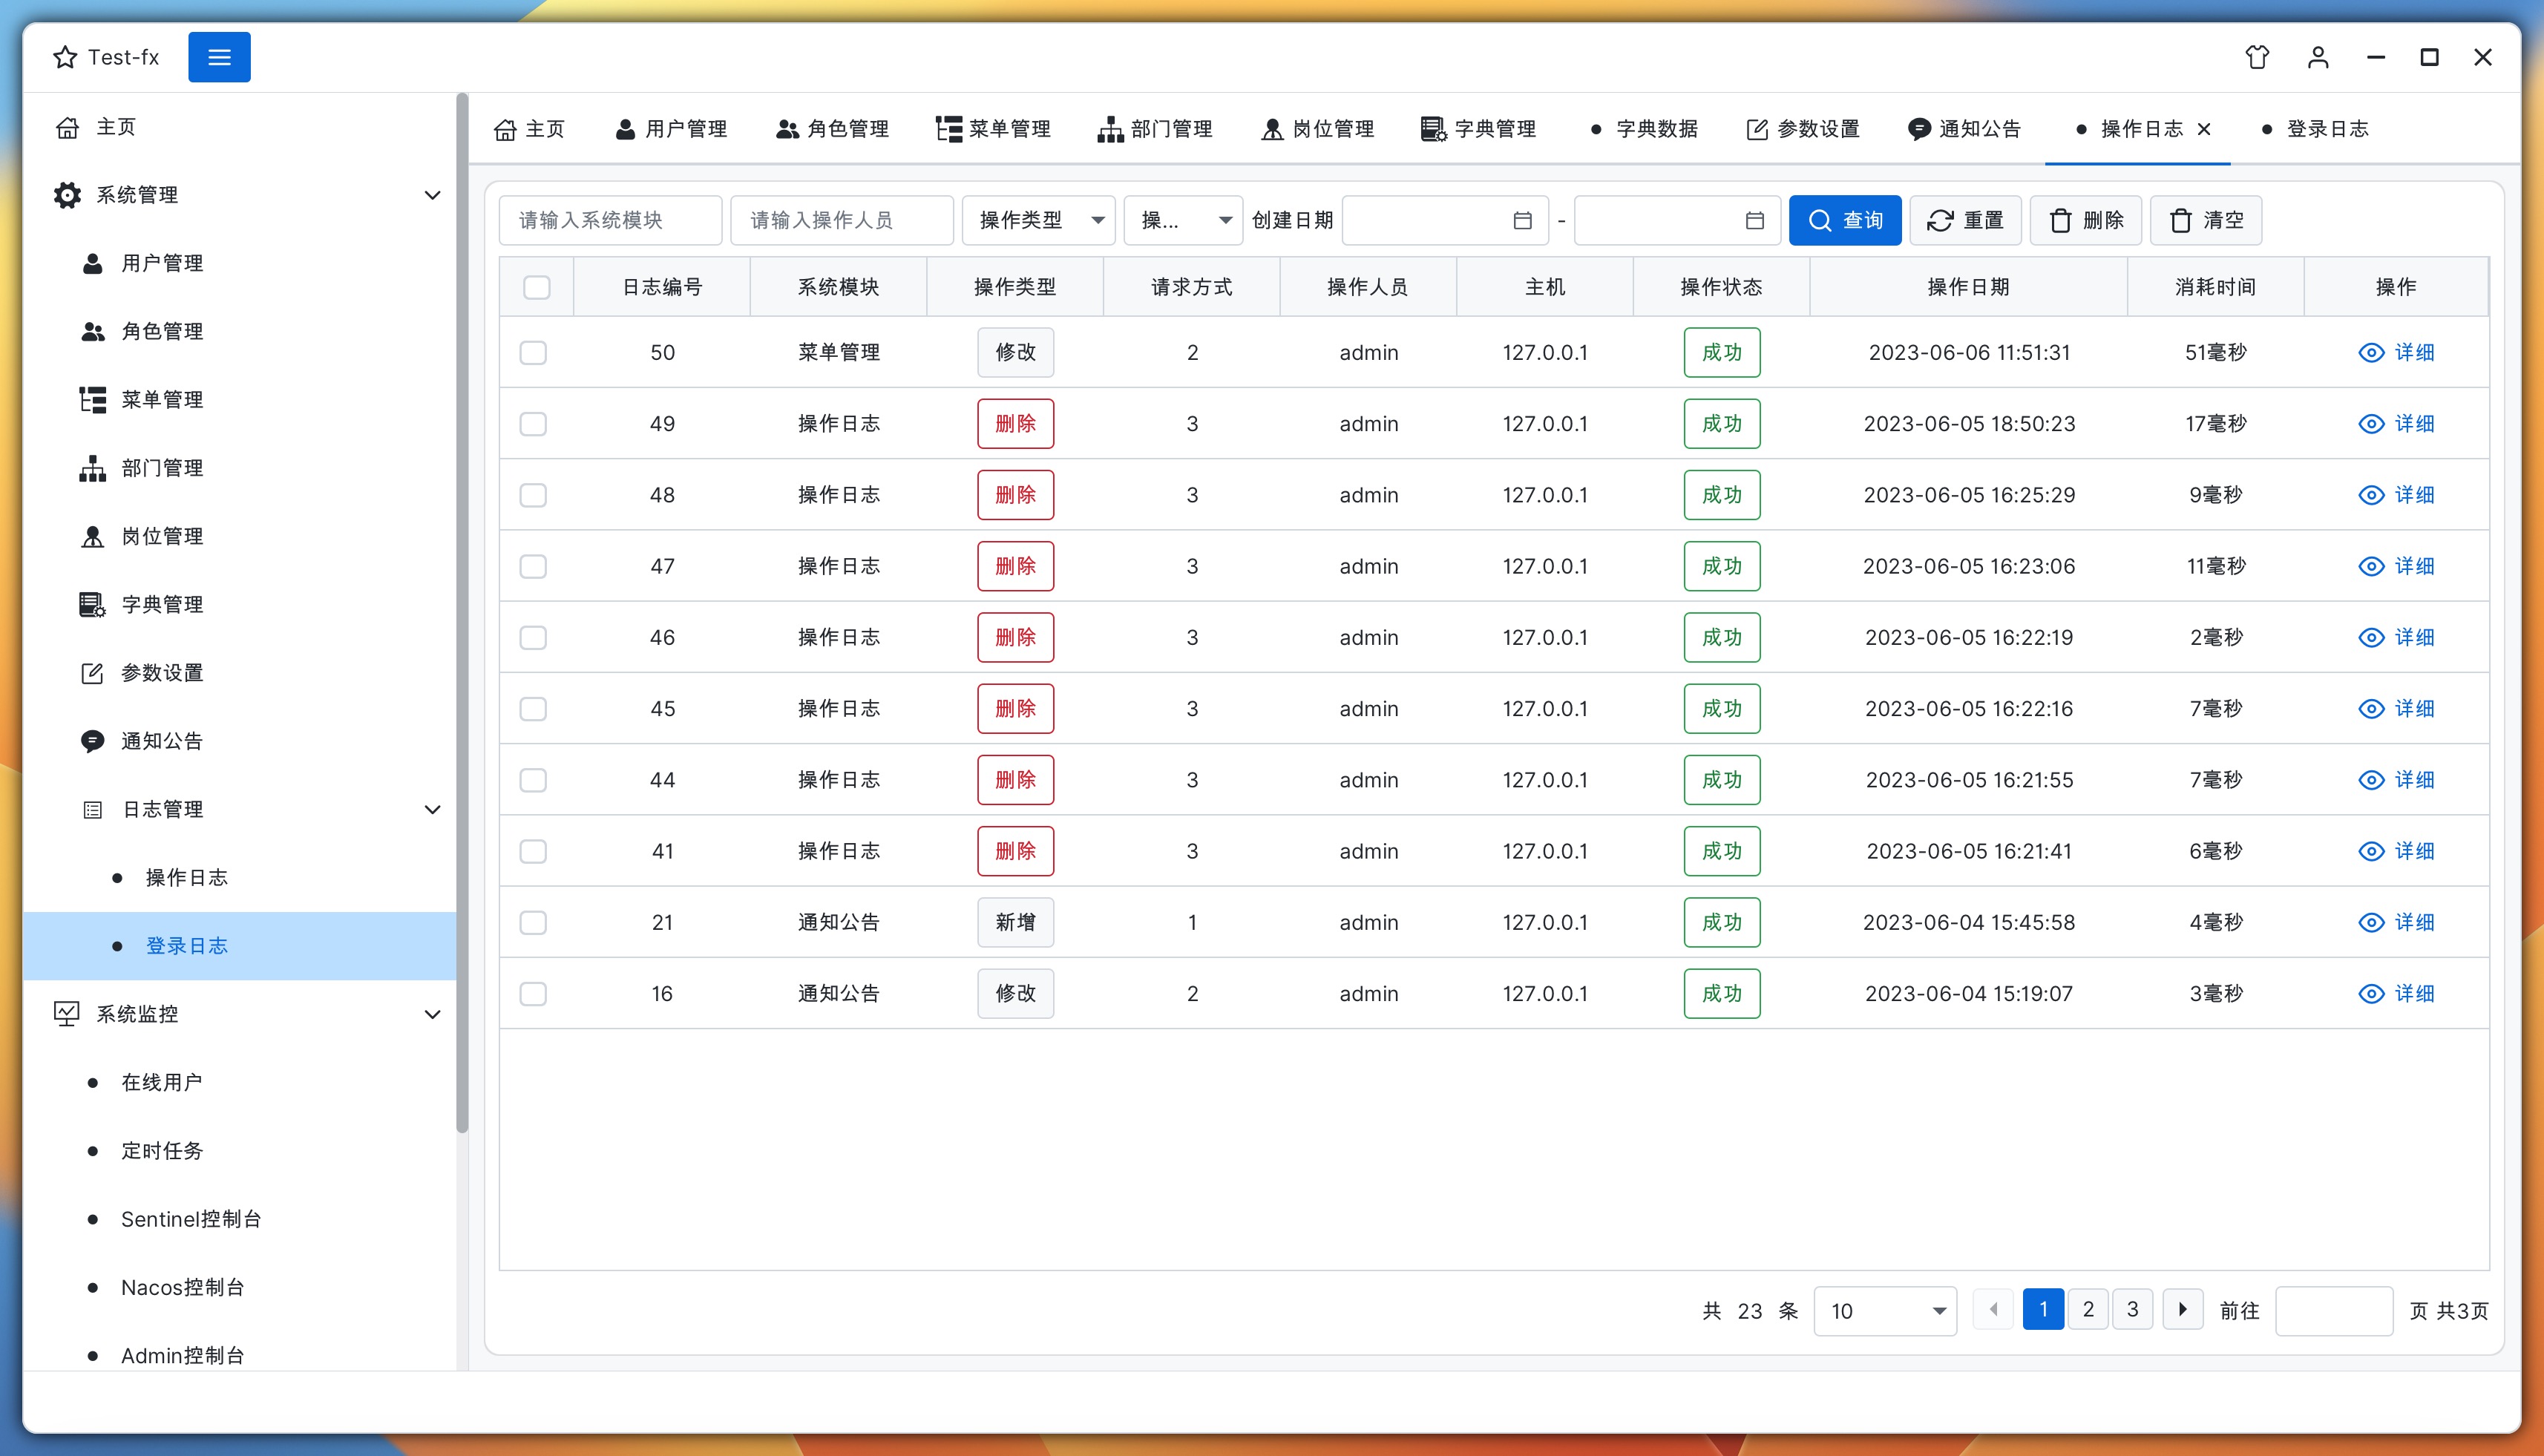 Test-fx
主页
系统管理
用户管理
角色管理
菜单管理
部门管理
岗位管理
字典管理
参数设置
通知公告
日志管理
操作日志
登录日志
系统监控
在线用户
定时任务
Sentinel控制台
Nacos控制台
Admin控制台
主页 用户管理 角色管理 菜单管理 部门管理 岗位管理 字典管理 字典数据 参数设置 通知公告 操作日志 登录日志
请输入系统模块 请输入操作人员 操作类型 操... 创建日期 - 查询 重置 删除 清空
日志编号 系统模块 操作类型 请求方式 操作人员 主机 操作状态 操作日期 消耗时间 操作
50 菜单管理 修改 2 admin 127.0.0.1 成功 2023-06-06 11:51:31 51毫秒 详细
49 操作日志 删除 3 admin 127.0.0.1 成功 2023-06-05 18:50:23 17毫秒 详细
48 操作日志 删除 3 admin 127.0.0.1 成功 2023-06-05 16:25:29 9毫秒 详细
47 操作日志 删除 3 admin 127.0.0.1 成功 2023-06-05 16:23:06 11毫秒 详细
46 操作日志 删除 3 admin 127.0.0.1 成功 2023-06-05 16:22:19 2毫秒 详细
45 操作日志 删除 3 admin 127.0.0.1 成功 2023-06-05 16:22:16 7毫秒 详细
44 操作日志 删除 3 admin 127.0.0.1 成功 2023-06-05 16:21:55 7毫秒 详细
41 操作日志 删除 3 admin 127.0.0.1 成功 2023-06-05 16:21:41 6毫秒 详细
21 通知公告 新增 1 admin 127.0.0.1 成功 2023-06-04 15:45:58 4毫秒 详细
16 通知公告 修改 2 admin 127.0.0.1 成功 2023-06-04 15:19:07 3毫秒 详细
共 23 条 10 1 2 3 前往 页 共3页